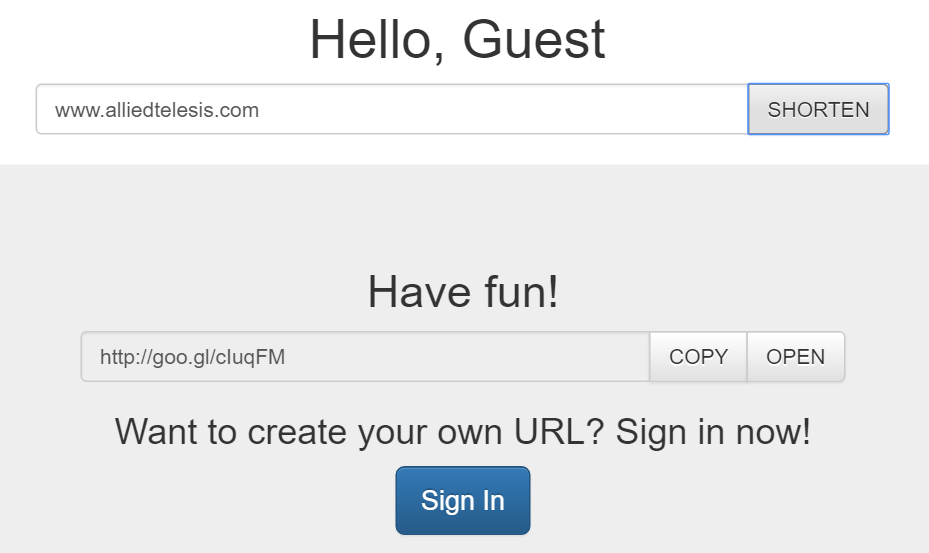 Hello, Guest
www.alliedtelesis.com SHORTEN
Have fun!
http://goo.gl/cIuqFM COPY OPEN
Want to create your own URL? Sign in now!
Sign In